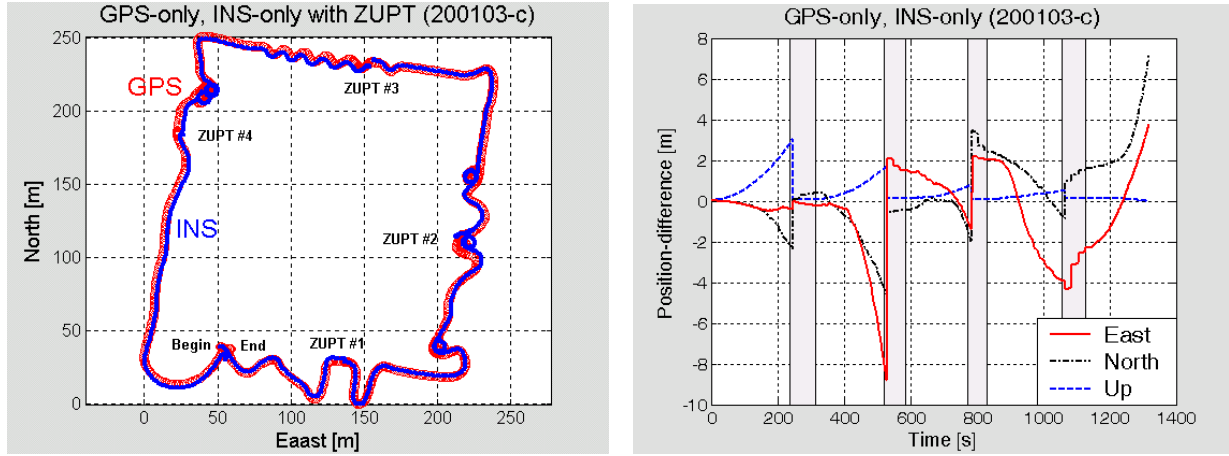 GPS-only, INS-only with ZUPT (200103-c)
250
200
150
100
50
0
North [m]
GPS
INS
ZUPT #3
ZUPT #4
ZUPT #2
Begin
End
ZUPT #1
0
50
100
150
200
250
Eaast [m]
GPS-only, INS-only (200103-c)
8
6
4
2
0
-2
-4
-6
-8
-10
Position-difference [m]
East
North
Up
0
200
400
600
800
1000
1200
1400
Time [s]